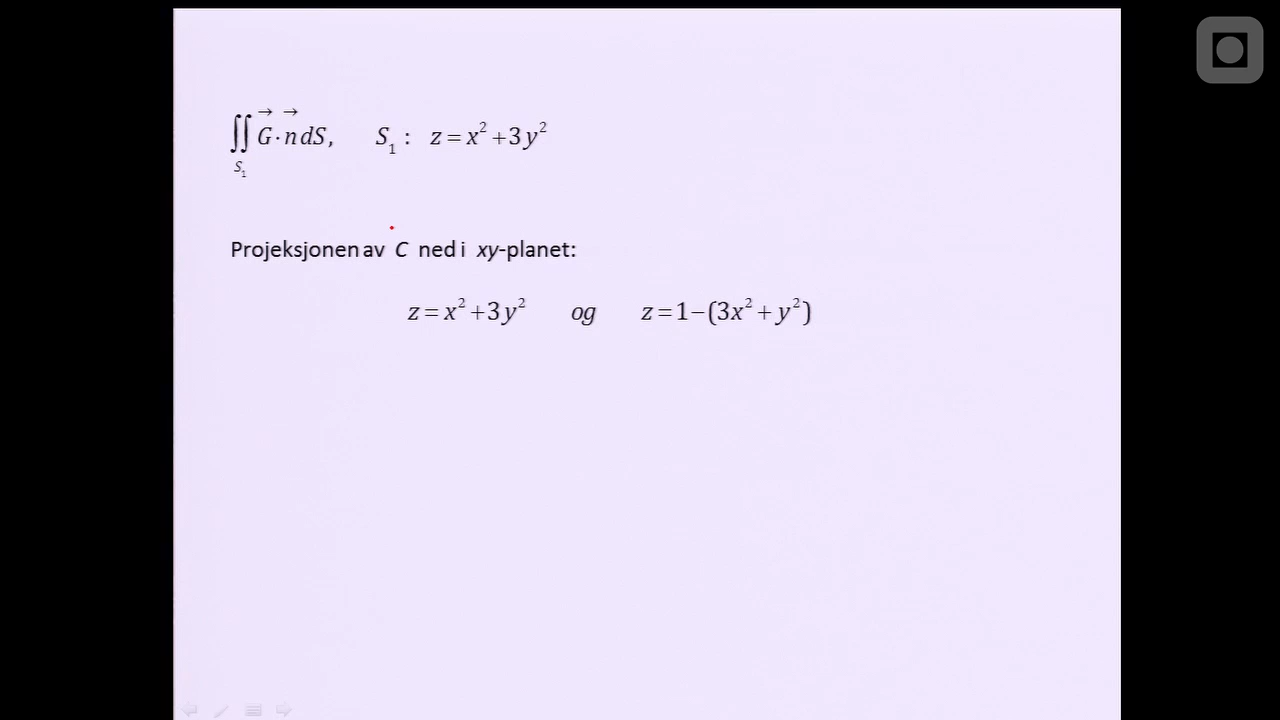 ∬_{S₁} G⃗ · n⃗ dS,   S₁ :  z = x² + 3y²
Projeksjonen av C ned i xy-planet:
z = x² + 3y²   og   z = 1 − (3x² + y²)